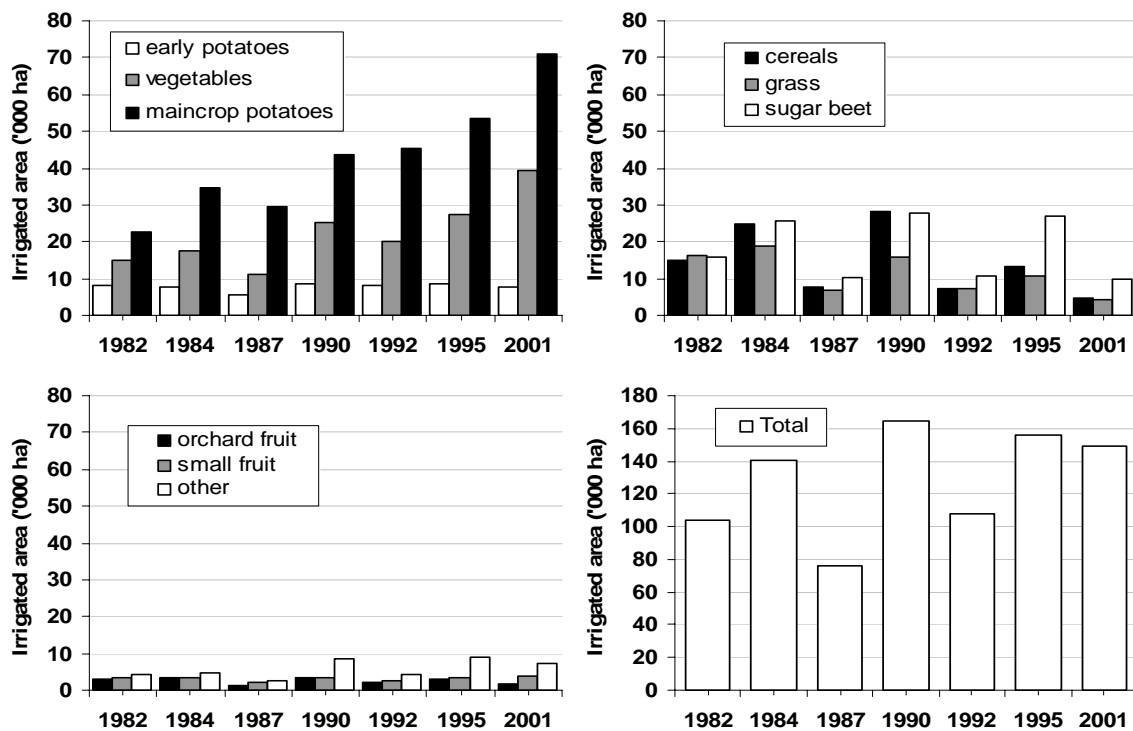 Irrigated area ('000 ha)
80
70
60
50
40
30
20
10
0
early potatoes
vegetables
maincrop potatoes
1982 1984 1987 1990 1992 1995 2001
Irrigated area ('000 ha)
80
70
60
50
40
30
20
10
0
cereals
grass
sugar beet
1982 1984 1987 1990 1992 1995 2001
Irrigated area ('000 ha)
80
70
60
50
40
30
20
10
0
orchard fruit
small fruit
other
1982 1984 1987 1990 1992 1995 2001
Irrigated area ('000 ha)
180
160
140
120
100
80
60
40
20
0
Total
1982 1984 1987 1990 1992 1995 2001